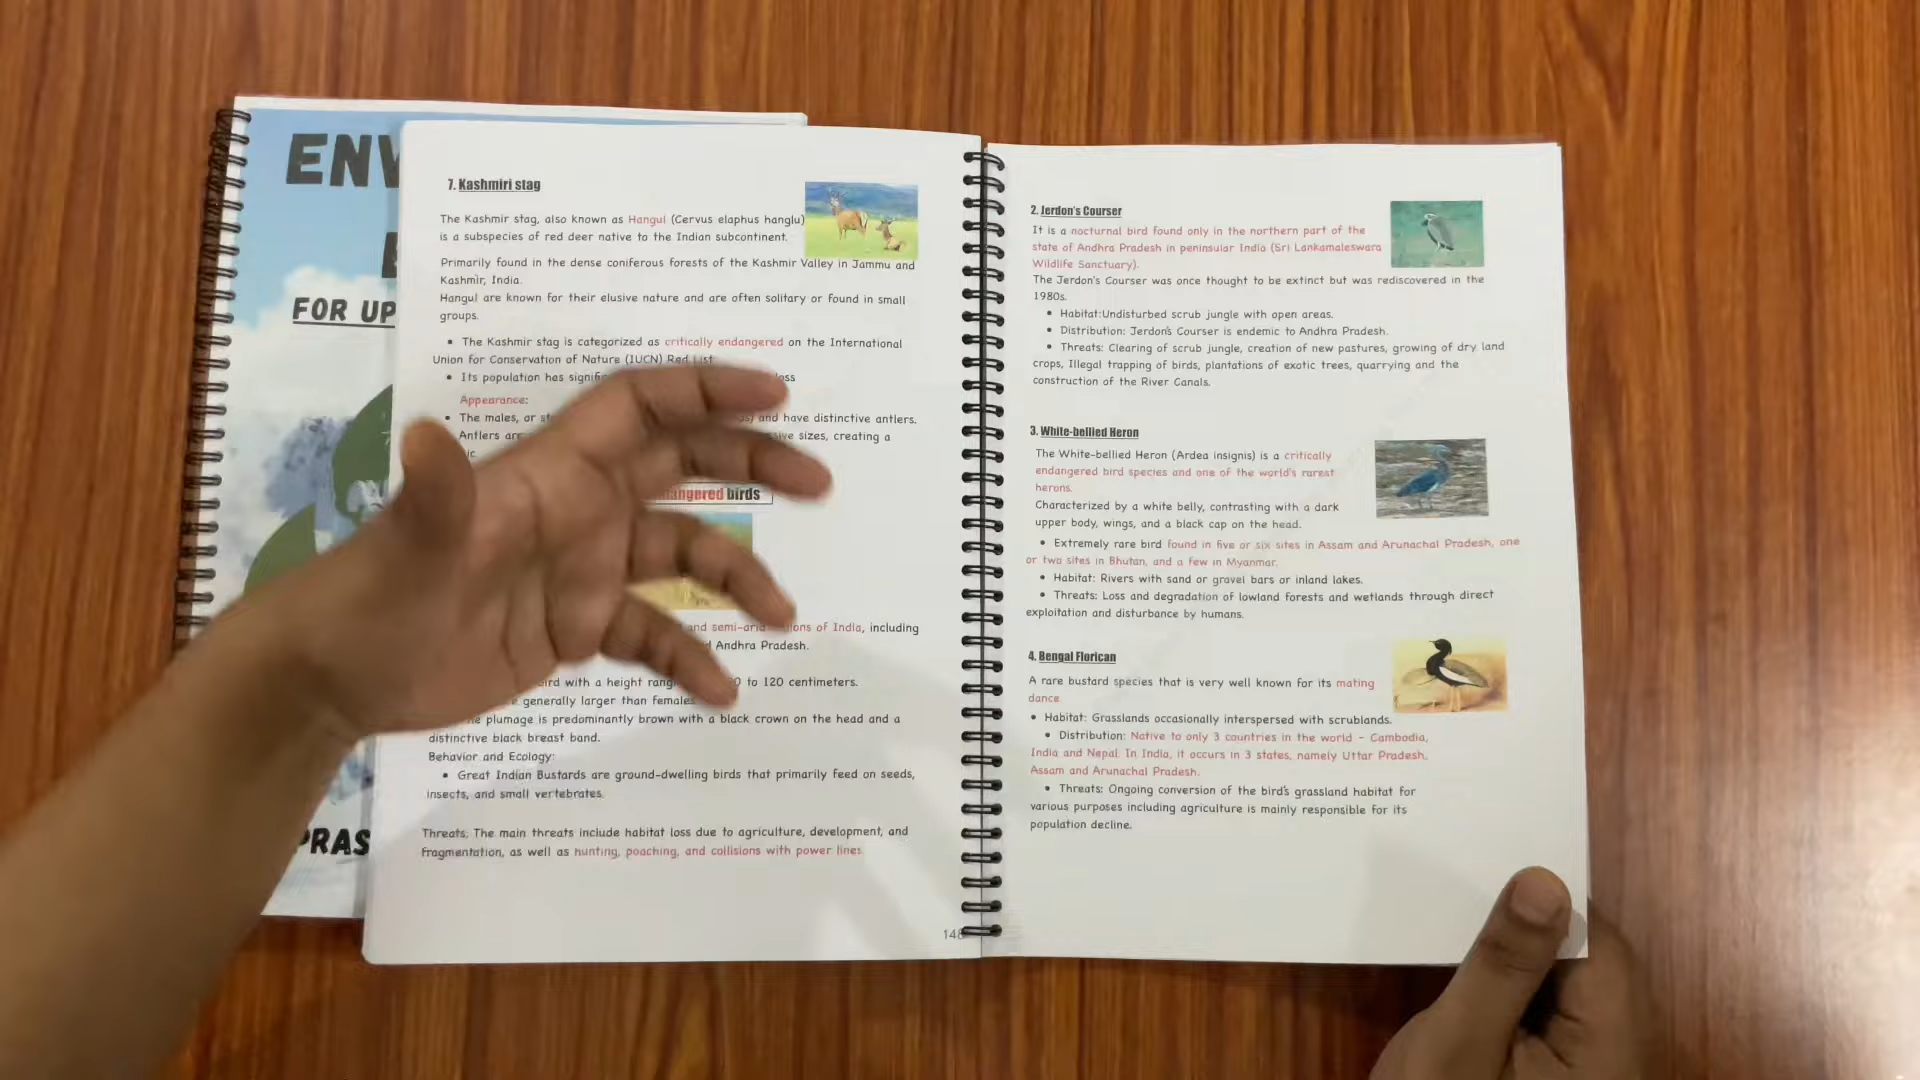 ENV
FOR UP
PRAS
7. Kashmiri stag
The Kashmir stag, also known as Hangul (Cervus elaphus hanglu)
is a subspecies of red deer native to the Indian subcontinent.
Primarily found in the dense coniferous forests of the Kashmir Valley in Jammu and
Kashmir, India.
Hangul are known for their elusive nature and are often solitary or found in small
groups.
• The Kashmir stag is categorized as critically endangered on the International
Union for Conservation of Nature (IUCN) Red List
• Its population has loss
Appearance:
• The males, or and have distinctive antlers.
Antlers are sizes, creating a
birds
and semi-arid of India, including
Andhra Pradesh.
with a height to 120 centimeters.
generally larger than females
plumage is predominantly brown with a black crown on the head and a
distinctive black breast band.
Behavior and Ecology:
• Great Indian Bustards are ground-dwelling birds that primarily feed on seeds,
insects, and small vertebrates.
Threats: The main threats include habitat loss due to agriculture, development, and
fragmentation, as well as hunting, poaching, and collisions with power lines.
148
2. Jerdon's Courser
It is a nocturnal bird found only in the northern part of the
state of Andhra Pradesh in peninsular India (Sri Lankamaleswara
Wildlife Sanctuary).
The Jerdon's Courser was once thought to be extinct but was rediscovered in the
1980s.
• Habitat:Undisturbed scrub jungle with open areas.
• Distribution: Jerdon's Courser is endemic to Andhra Pradesh.
• Threats: Clearing of scrub jungle, creation of new pastures, growing of dry land
crops, Illegal trapping of birds, plantations of exotic trees, quarrying and the
construction of the River Canals.
3. White-bellied Heron
The White-bellied Heron (Ardea insignis) is a critically
endangered bird species and one of the world's rarest
herons.
Characterized by a white belly, contrasting with a dark
upper body, wings, and a black cap on the head.
• Extremely rare bird found in five or six sites in Assam and Arunachal Pradesh, one
or two sites in Bhutan, and a few in Myanmar.
• Habitat: Rivers with sand or gravel bars or inland lakes.
• Threats: Loss and degradation of lowland forests and wetlands through direct
exploitation and disturbance by humans.
4. Bengal Florican
A rare bustard species that is very well known for its mating
dance.
• Habitat: Grasslands occasionally interspersed with scrublands.
• Distribution: Native to only 3 countries in the world - Cambodia,
India and Nepal. In India, it occurs in 3 states, namely Uttar Pradesh,
Assam and Arunachal Pradesh.
• Threats: Ongoing conversion of the bird's grassland habitat for
various purposes including agriculture is mainly responsible for its
population decline.